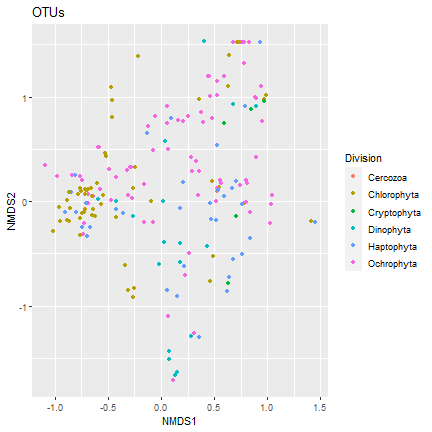 OTUs
NMDS2
1
0
-1
-1.0
-0.5
0.0
0.5
1.0
1.5
NMDS1
Division
Cercozoa
Chlorophyta
Cryptophyta
Dinophyta
Haptophyta
Ochrophyta